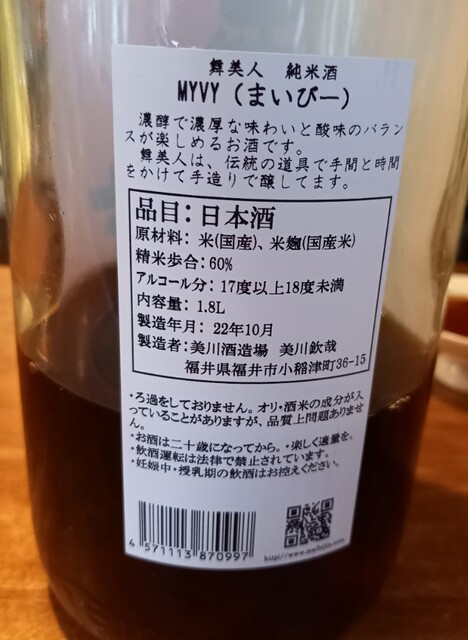 舞美人　純米酒
MYVY（まいびー）
濃醇で濃厚な味わいと酸味のバラン
スが楽しめるお酒です。
舞美人は、伝統の道具で手間と時間
をかけて手造りで醸してます。
品目：日本酒
原材料：米(国産)、米麹(国産米)
精米歩合：60%
アルコール分：17度以上18度未満
内容量：1.8L
製造年月：22年10月
製造者：美川酒造場　美川欽哉
福井県福井市小稲津町36-15
・ろ過をしておりません。オリ・酒米の成分が入
っていることがありますが、品質上問題ありませ
ん。
・お酒は二十歳になってから。・楽しく適量を。
・飲酒運転は法律で禁止されています。
・妊娠中・授乳期の飲酒はお控えください。
4 571113 870997